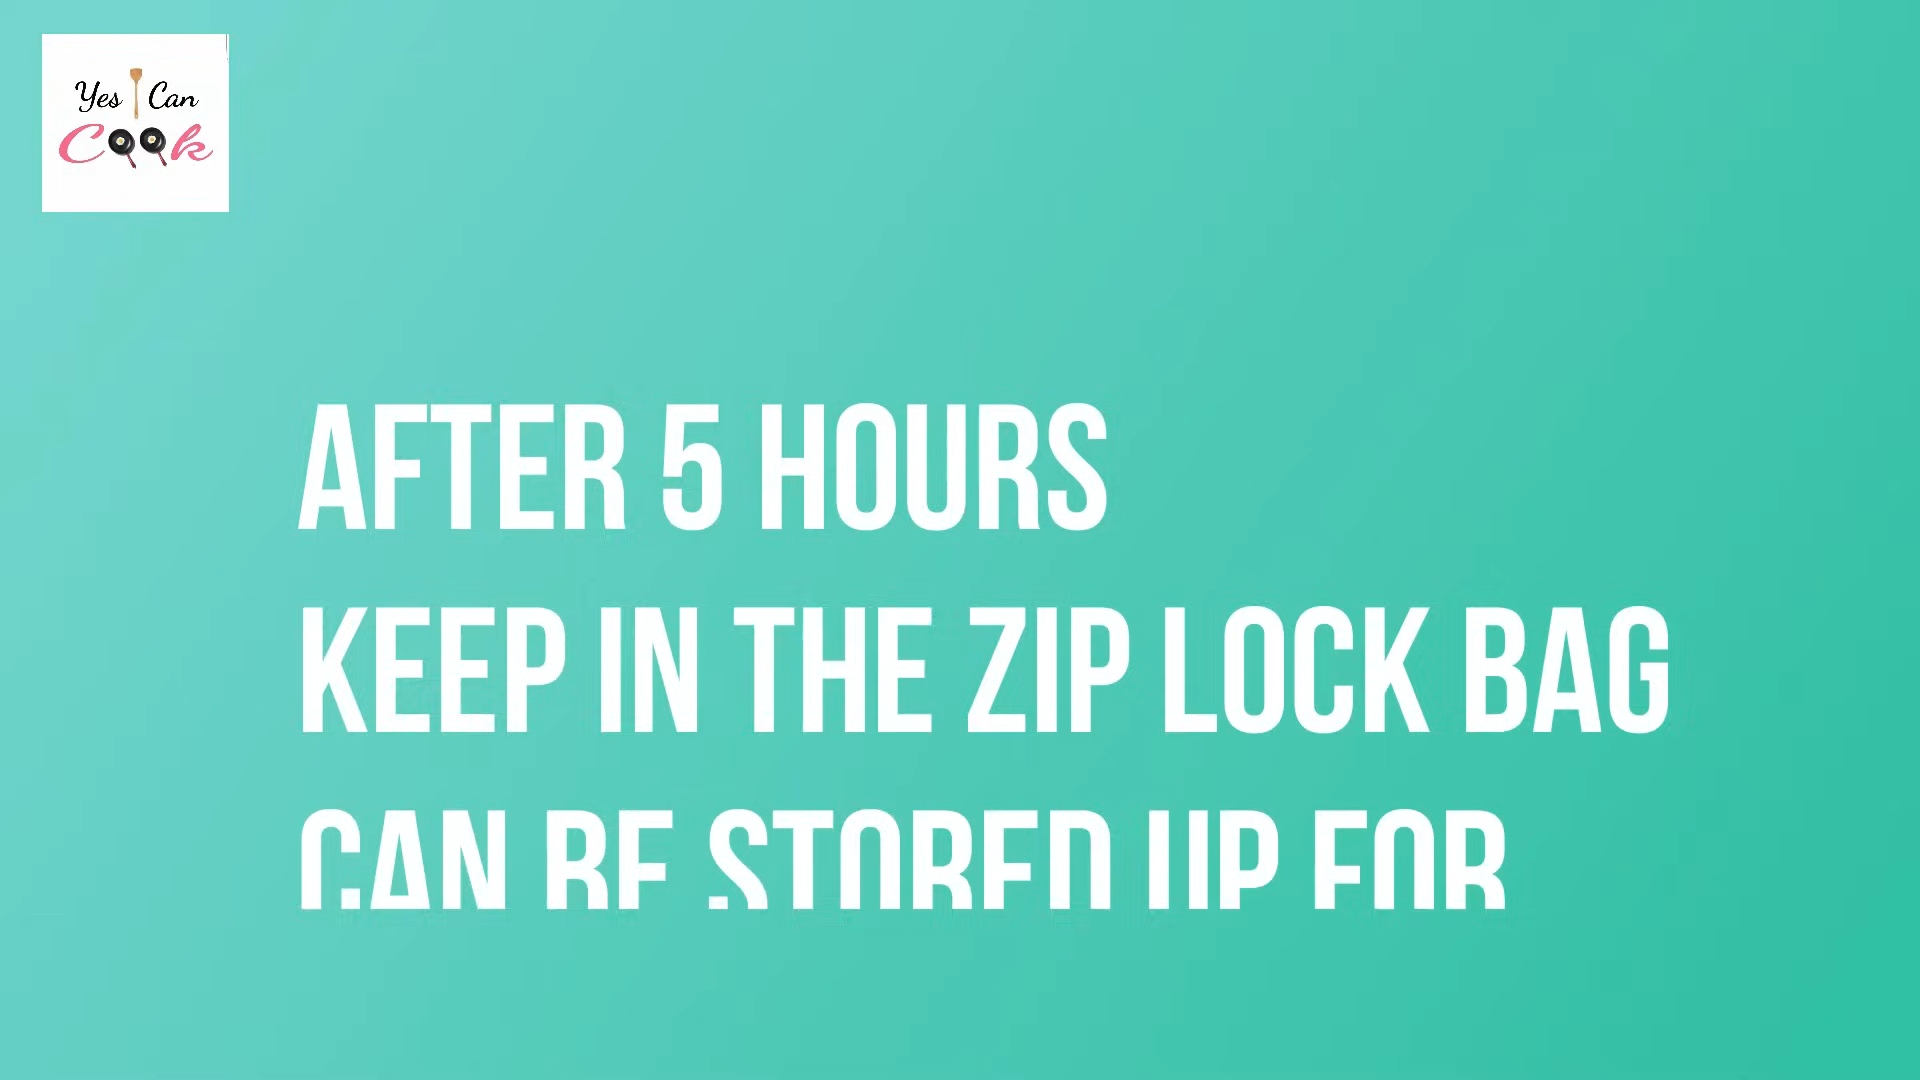 Yes Can
Cook
AFTER 5 HOURS
KEEP IN THE ZIP LOCK BAG
CAN BE STORED UP FOR